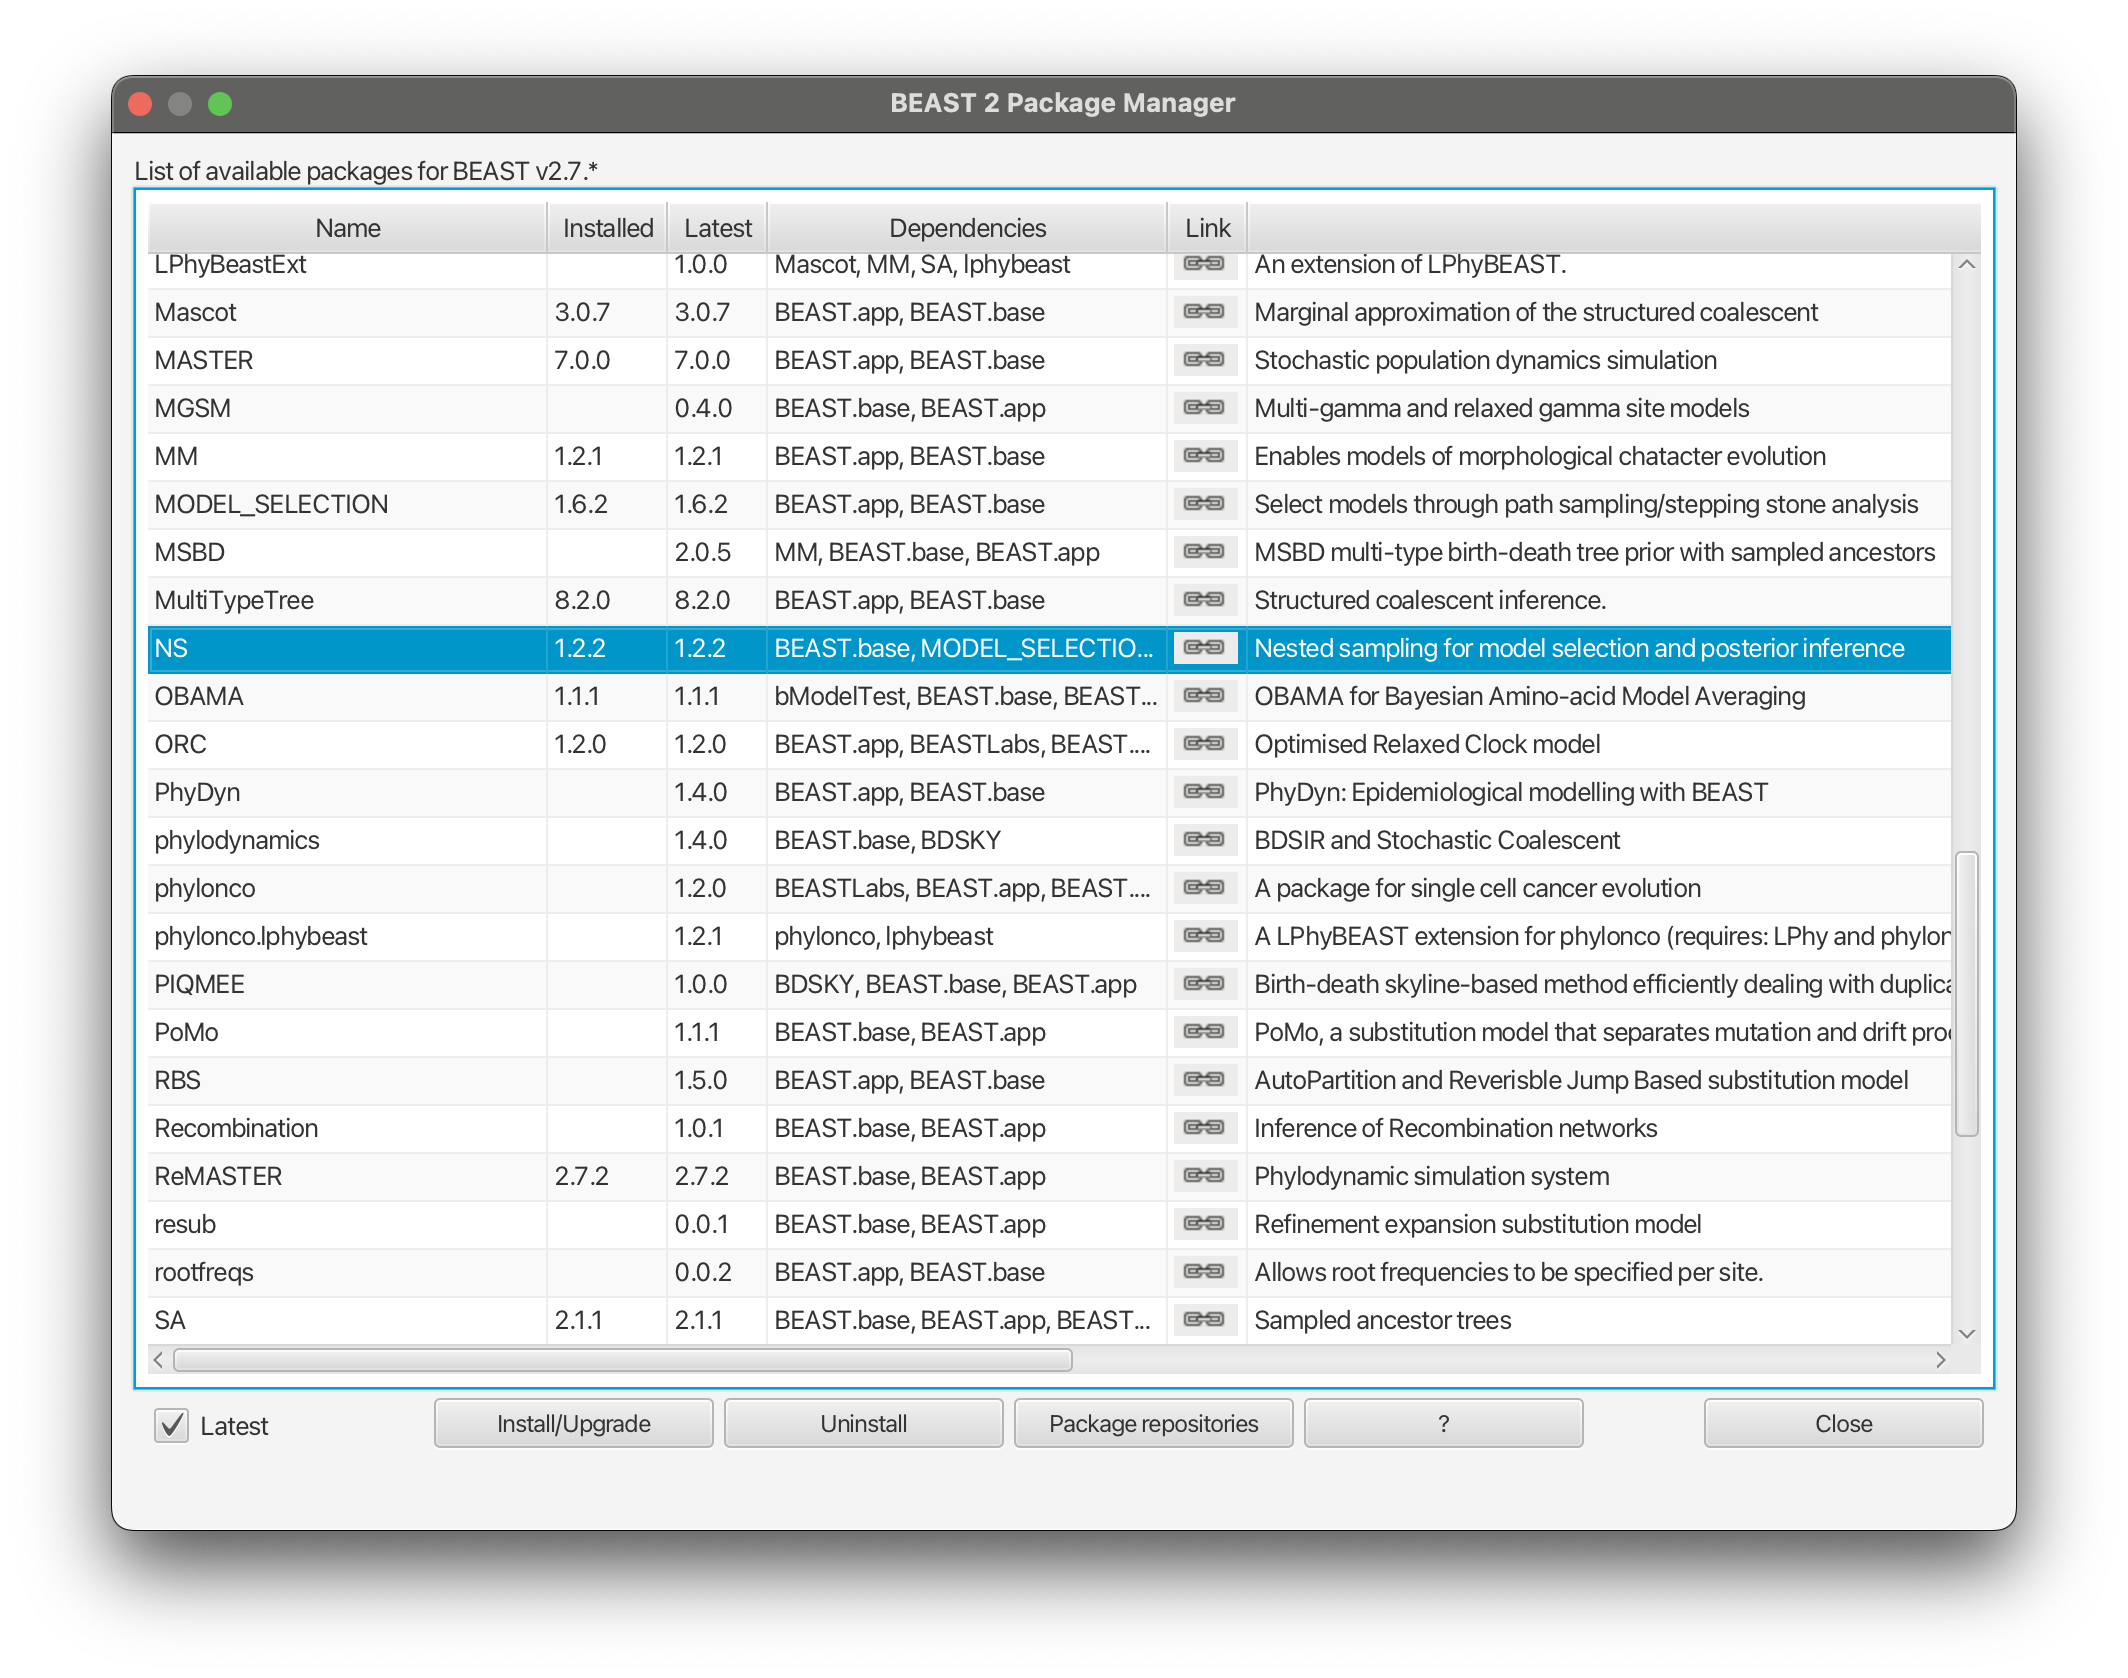 BEAST 2 Package Manager
List of available packages for BEAST v2.7.*
Name Installed Latest Dependencies Link
LPhyBeastExt 1.0.0 Mascot, MM, SA, lphybeast An extension of LPhyBEAST.
Mascot 3.0.7 3.0.7 BEAST.app, BEAST.base Marginal approximation of the structured coalescent
MASTER 7.0.0 7.0.0 BEAST.app, BEAST.base Stochastic population dynamics simulation
MGSM 0.4.0 BEAST.base, BEAST.app Multi-gamma and relaxed gamma site models
MM 1.2.1 1.2.1 BEAST.app, BEAST.base Enables models of morphological chatacter evolution
MODEL_SELECTION 1.6.2 1.6.2 BEAST.app, BEAST.base Select models through path sampling/stepping stone analysis
MSBD 2.0.5 MM, BEAST.base, BEAST.app MSBD multi-type birth-death tree prior with sampled ancestors
MultiTypeTree 8.2.0 8.2.0 BEAST.app, BEAST.base Structured coalescent inference.
NS 1.2.2 1.2.2 BEAST.base, MODEL_SELECTIO... Nested sampling for model selection and posterior inference
OBAMA 1.1.1 1.1.1 bModelTest, BEAST.base, BEAST... OBAMA for Bayesian Amino-acid Model Averaging
ORC 1.2.0 1.2.0 BEAST.app, BEASTLabs, BEAST.... Optimised Relaxed Clock model
PhyDyn 1.4.0 BEAST.app, BEAST.base PhyDyn: Epidemiological modelling with BEAST
phylodynamics 1.4.0 BEAST.base, BDSKY BDSIR and Stochastic Coalescent
phylonco 1.2.0 BEASTLabs, BEAST.app, BEAST.... A package for single cell cancer evolution
phylonco.lphybeast 1.2.1 phylonco, lphybeast A LPhyBEAST extension for phylonco (requires: LPhy and phylon
PIQMEE 1.0.0 BDSKY, BEAST.base, BEAST.app Birth-death skyline-based method efficiently dealing with duplica
PoMo 1.1.1 BEAST.base, BEAST.app PoMo, a substitution model that separates mutation and drift proc
RBS 1.5.0 BEAST.app, BEAST.base AutoPartition and Reverisble Jump Based substitution model
Recombination 1.0.1 BEAST.base, BEAST.app Inference of Recombination networks
ReMASTER 2.7.2 2.7.2 BEAST.base, BEAST.app Phylodynamic simulation system
resub 0.0.1 BEAST.base, BEAST.app Refinement expansion substitution model
rootfreqs 0.0.2 BEAST.app, BEAST.base Allows root frequencies to be specified per site.
SA 2.1.1 2.1.1 BEAST.base, BEAST.app, BEAST... Sampled ancestor trees
Latest Install/Upgrade Uninstall Package repositories ? Close